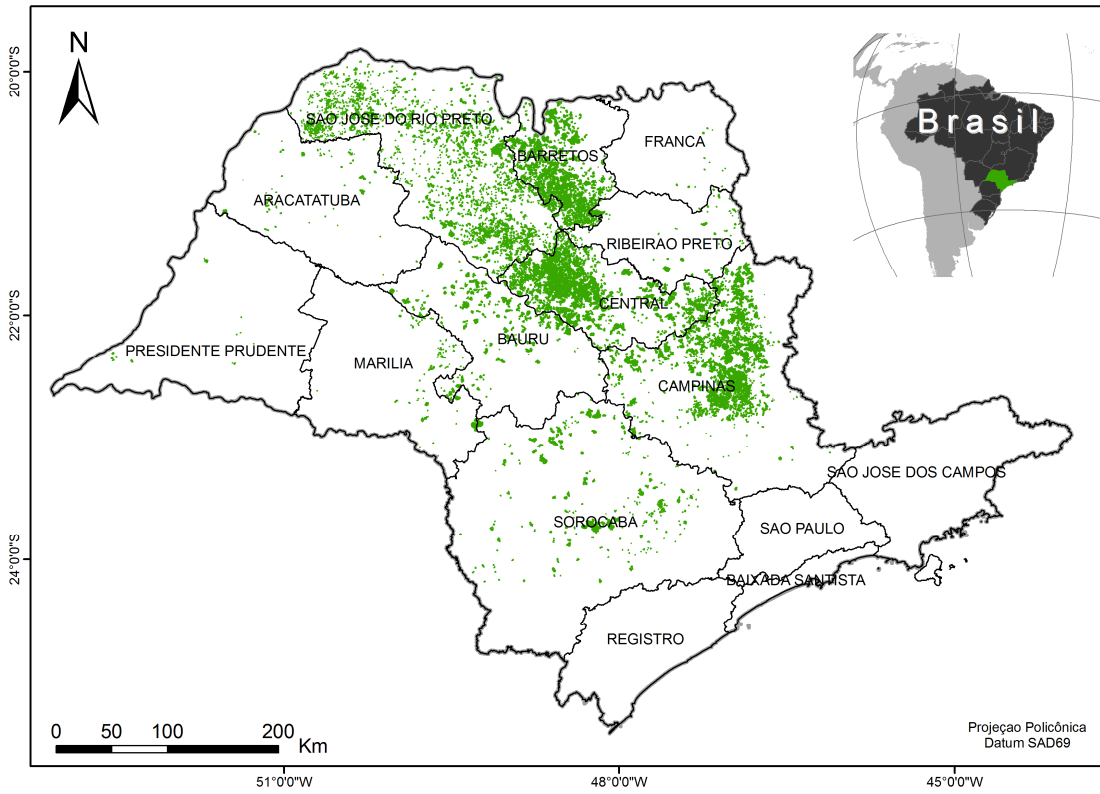 N
Brasil
SAO JOSE DO RIO PRETO
FRANCA
BARRETOS
ARACATATUBA
RIBEIRAO PRETO
CENTRAL
BAURU
PRESIDENTE PRUDENTE
MARILIA
CAMPINAS
SAO JOSE DOS CAMPOS
SOROCABA
SAO PAULO
BAIXADA SANTISTA
REGISTRO
20°0'0"S
22°0'0"S
24°0'0"S
0 50 100 200
Km
Projeçao Policônica
Datum SAD69
51°0'0"W 48°0'0"W 45°0'0"W